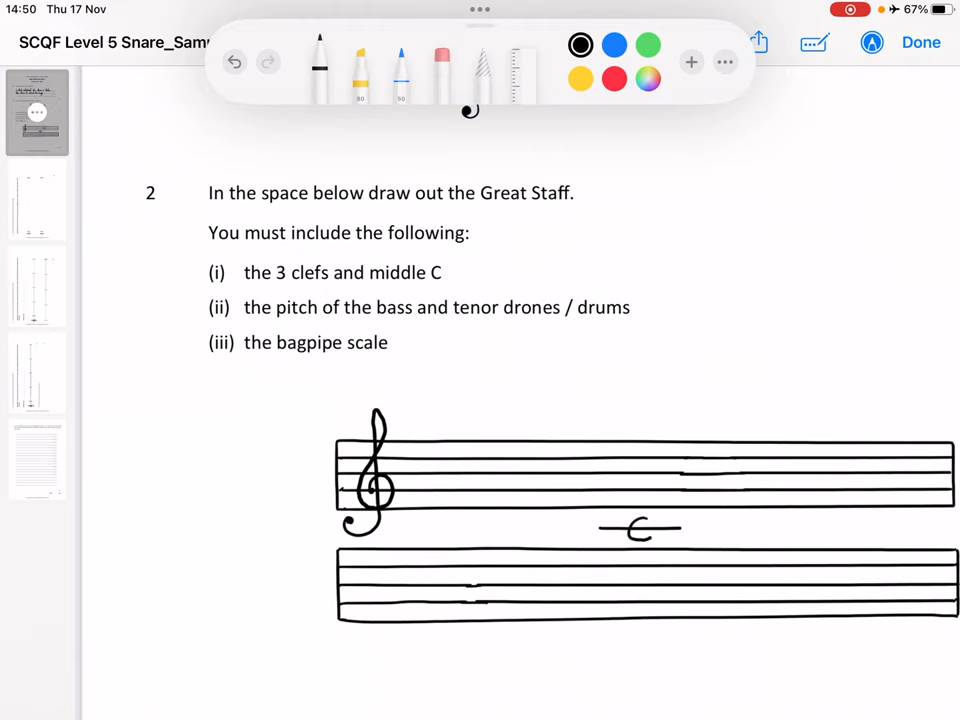 14:50 Thu 17 Nov
67%
SCQF Level 5 Snare_Sam
Done
80
50
2 In the space below draw out the Great Staff.
You must include the following:
(i) the 3 clefs and middle C
(ii) the pitch of the bass and tenor drones / drums
(iii) the bagpipe scale
C